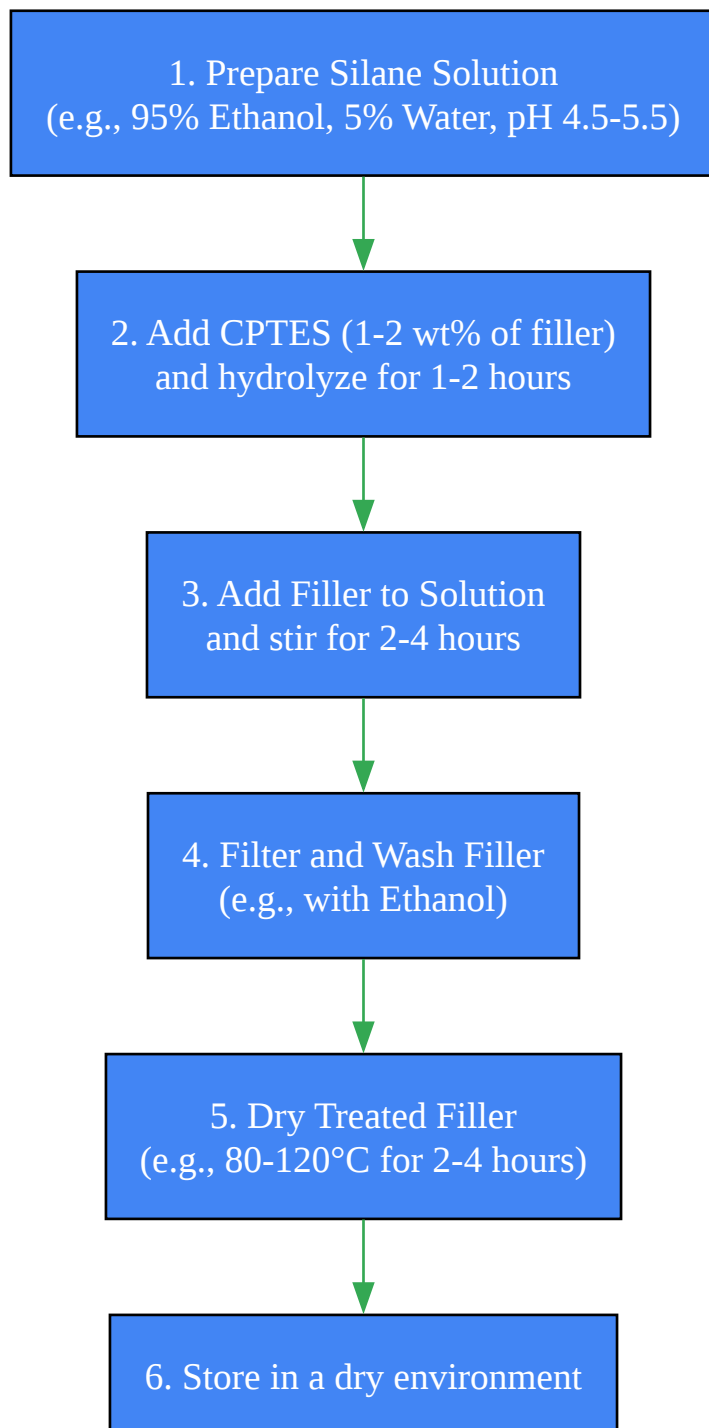 1. Prepare Silane Solution
(e.g., 95% Ethanol, 5% Water, pH 4.5-5.5)
2. Add CPTES (1-2 wt% of filler)
and hydrolyze for 1-2 hours
3. Add Filler to Solution
and stir for 2-4 hours
4. Filter and Wash Filler
(e.g., with Ethanol)
5. Dry Treated Filler
(e.g., 80-120°C for 2-4 hours)
6. Store in a dry environment